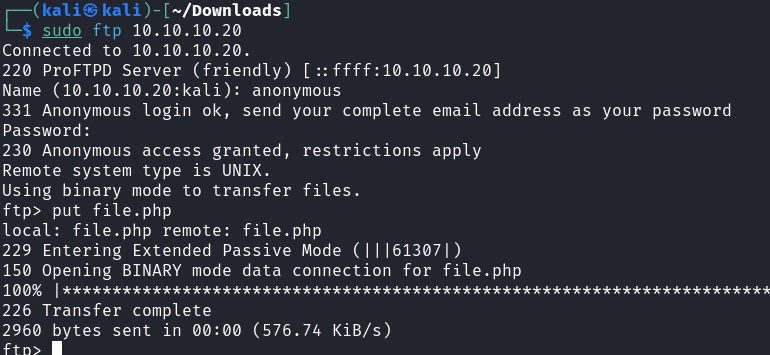 ┌──(kali㉿kali)-[~/Downloads]
└─$ sudo ftp 10.10.10.20
Connected to 10.10.10.20.
220 ProFTPD Server (friendly) [::ffff:10.10.10.20]
Name (10.10.10.20:kali): anonymous
331 Anonymous login ok, send your complete email address as your password
Password:
230 Anonymous access granted, restrictions apply
Remote system type is UNIX.
Using binary mode to transfer files.
ftp> put file.php
local: file.php remote: file.php
229 Entering Extended Passive Mode (|||61307|)
150 Opening BINARY mode data connection for file.php
100% |***********************************************************************
226 Transfer complete
2960 bytes sent in 00:00 (576.74 KiB/s)
ftp>